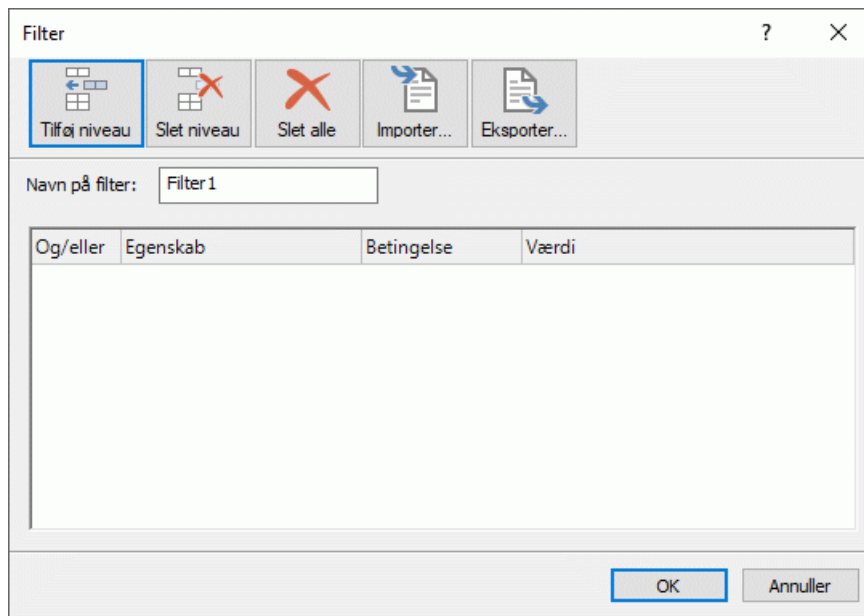 Filter
Tilføj niveau Slet niveau Slet alle Importer... Eksporter...
Navn på filter: Filter1
Og/eller Egenskab Betingelse Værdi
OK Annuller